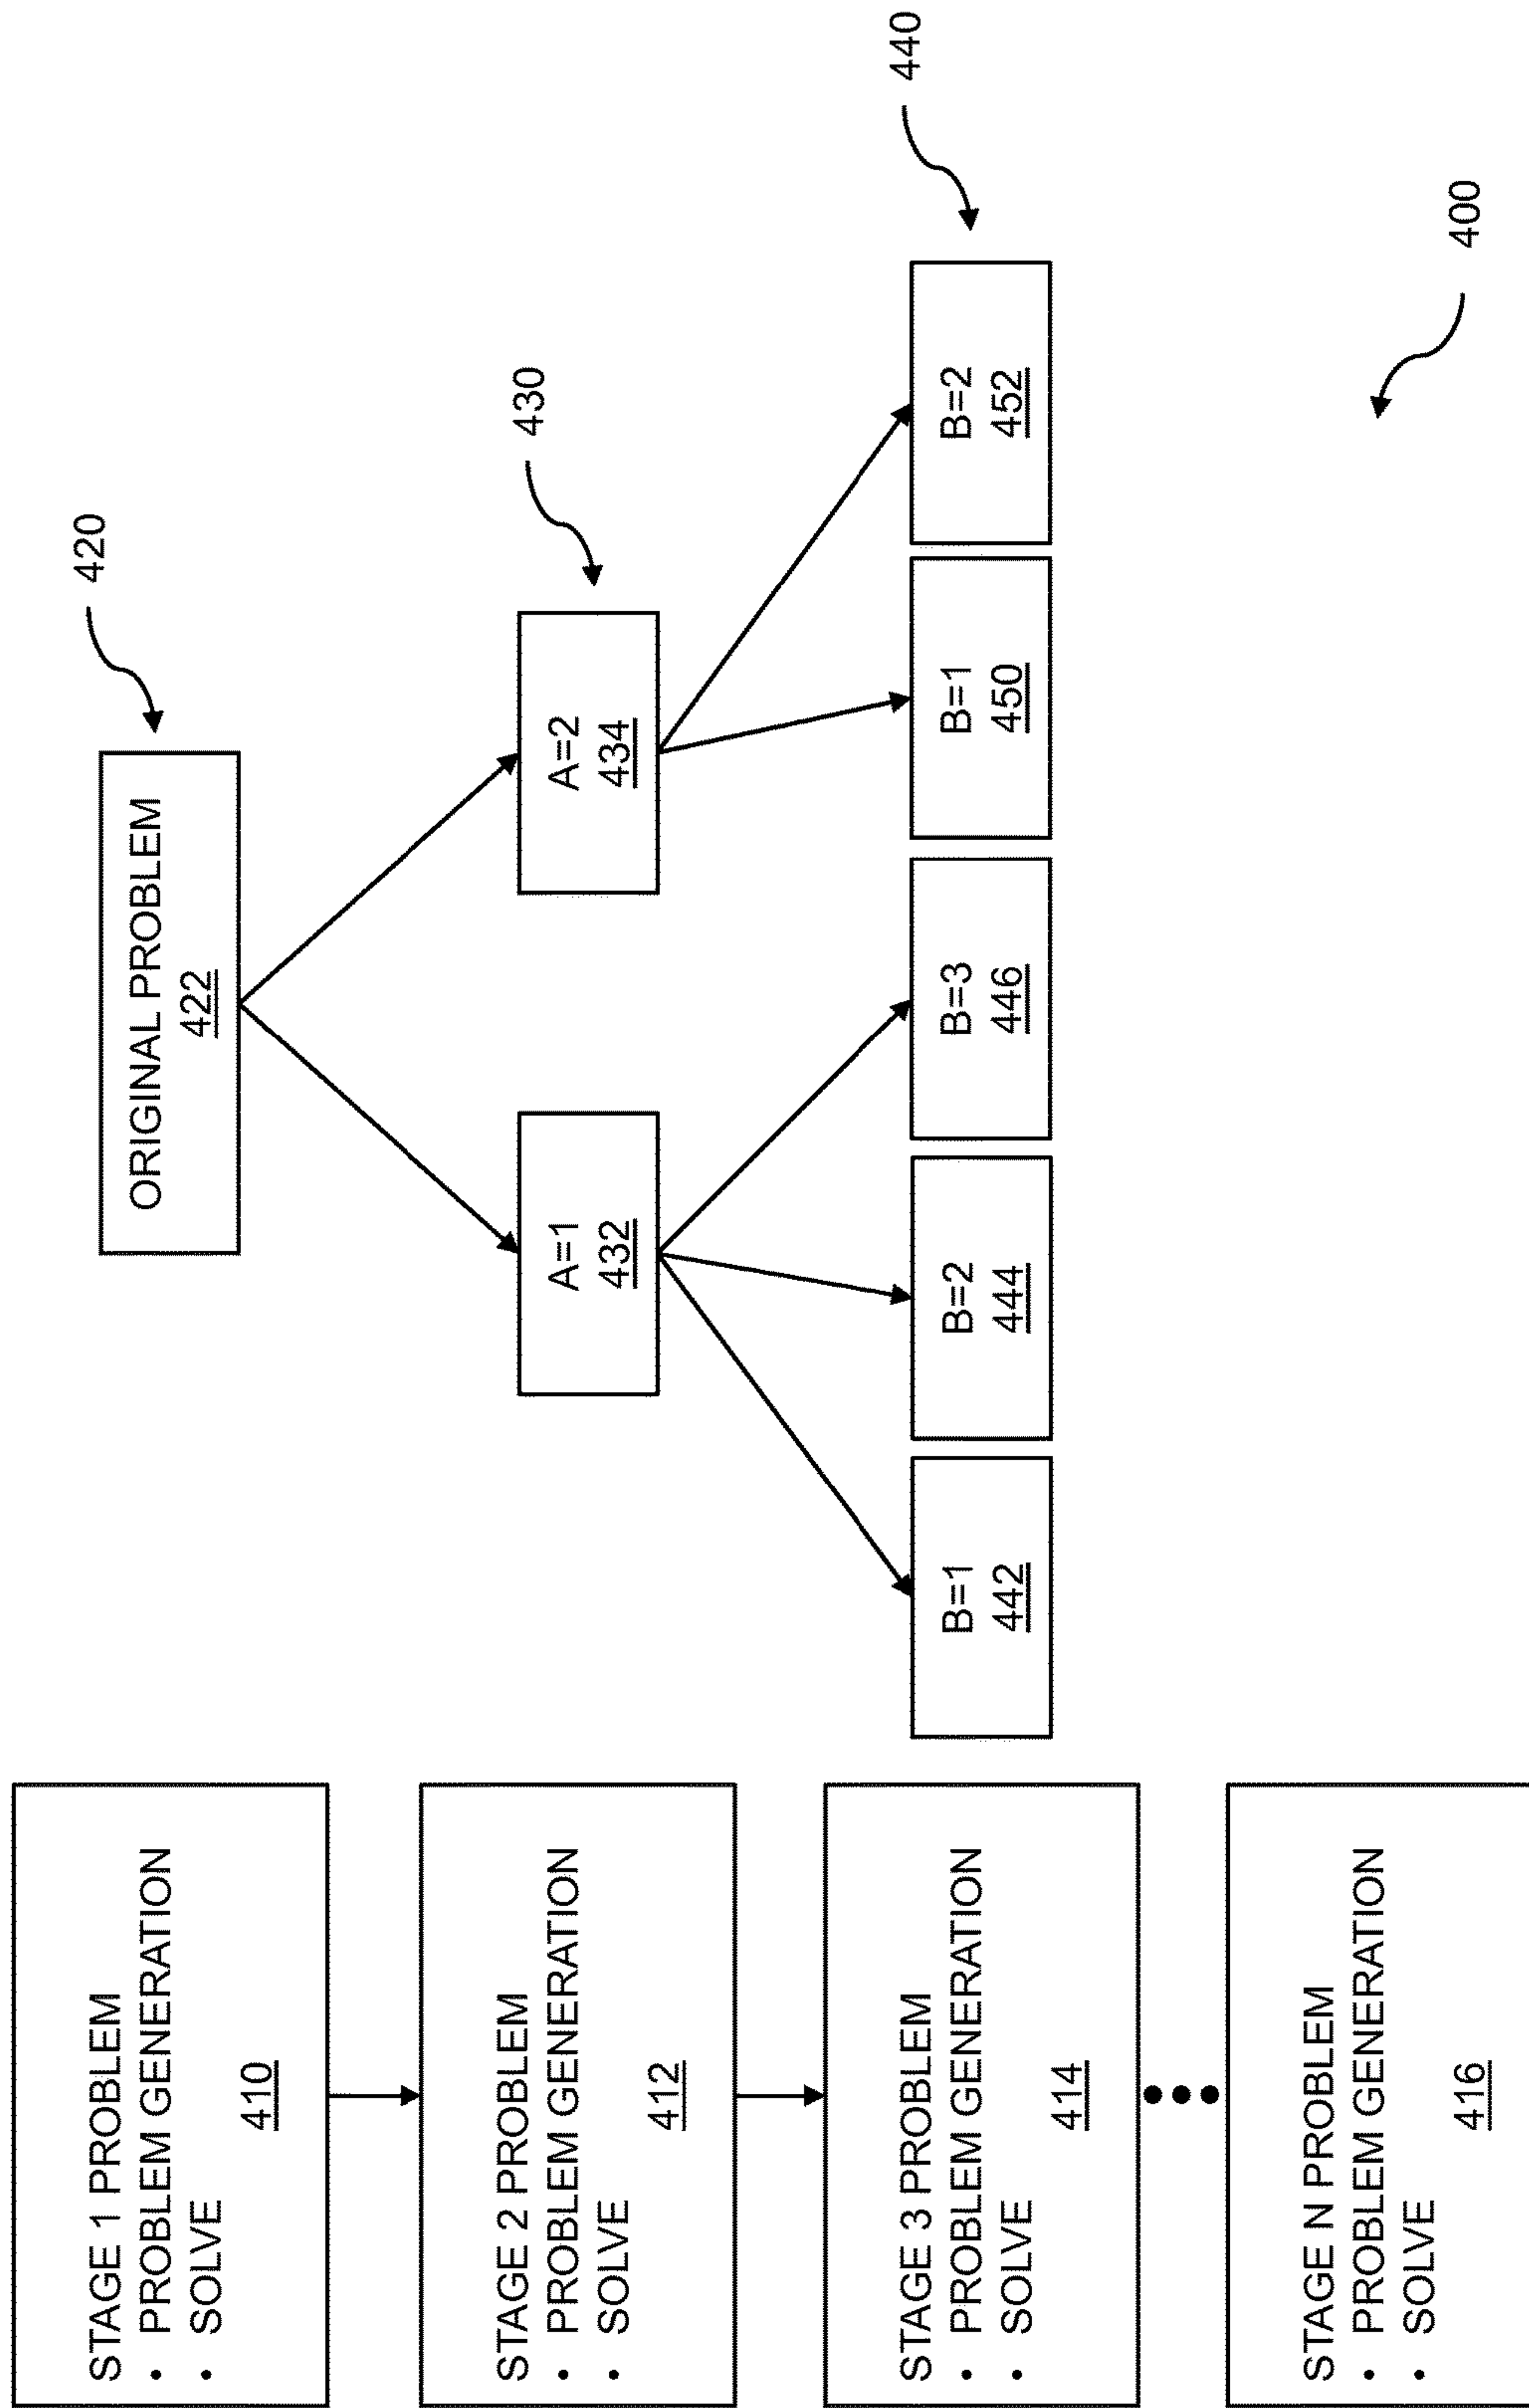 STAGE 1 PROBLEM
• PROBLEM GENERATION
• SOLVE
410
STAGE 2 PROBLEM
• PROBLEM GENERATION
• SOLVE
412
STAGE 3 PROBLEM
• PROBLEM GENERATION
• SOLVE
414
STAGE N PROBLEM
• PROBLEM GENERATION
• SOLVE
416
420
ORIGINAL PROBLEM
422
430
A=1
432
A=2
434
440
B=1
442
B=2
444
B=3
446
B=1
450
B=2
452
400